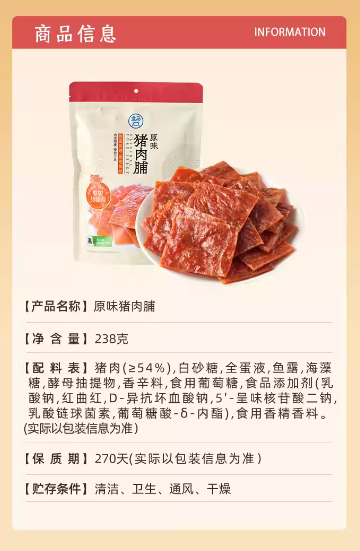 商品信息
INFORMATION
原味
猪肉脯
【产品名称】原味猪肉脯
【净 含 量】238克
【配 料 表】猪肉(≥54%),白砂糖,全蛋液,鱼露,海藻
糖,酵母抽提物,香辛料,食用葡萄糖,食品添加剂(乳
酸钠,红曲红,D-异抗坏血酸钠,5'-呈味核苷酸二钠,
乳酸链球菌素,葡萄糖酸-δ-内酯),食用香精香料。
(实际以包装信息为准)
【保 质 期】270天(实际以包装信息为准)
【贮存条件】清洁、卫生、通风、干燥